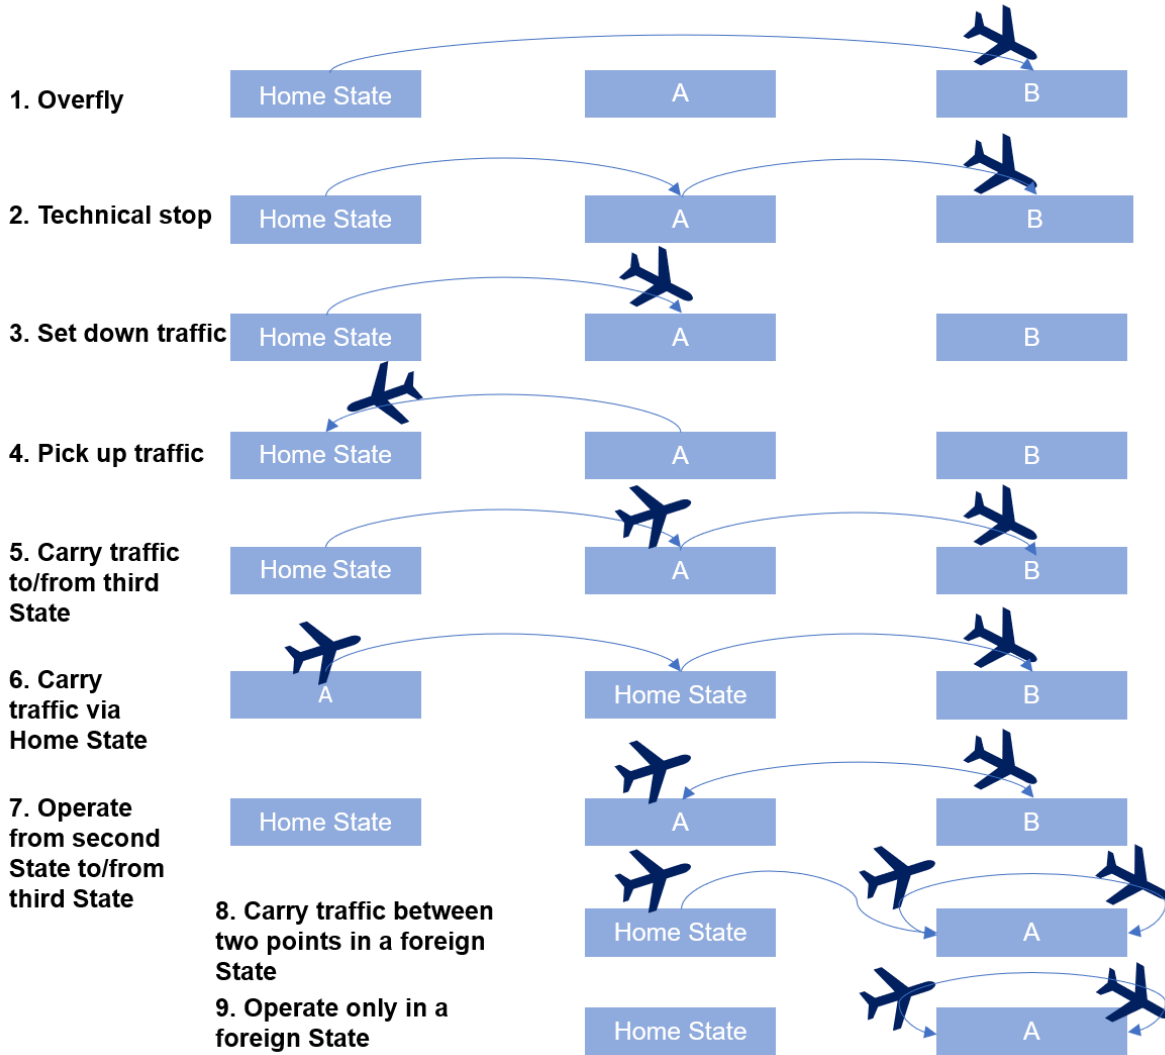 1. Overfly
Home State
A
B
2. Technical stop
Home State
A
B
3. Set down traffic
Home State
A
B
4. Pick up traffic
Home State
A
B
5. Carry traffic
to/from third
State
Home State
A
B
6. Carry
traffic via
Home State
A
Home State
B
7. Operate
from second
State to/from
third State
Home State
A
B
8. Carry traffic between
two points in a foreign
State
Home State
A
9. Operate only in a
foreign State
Home State
A